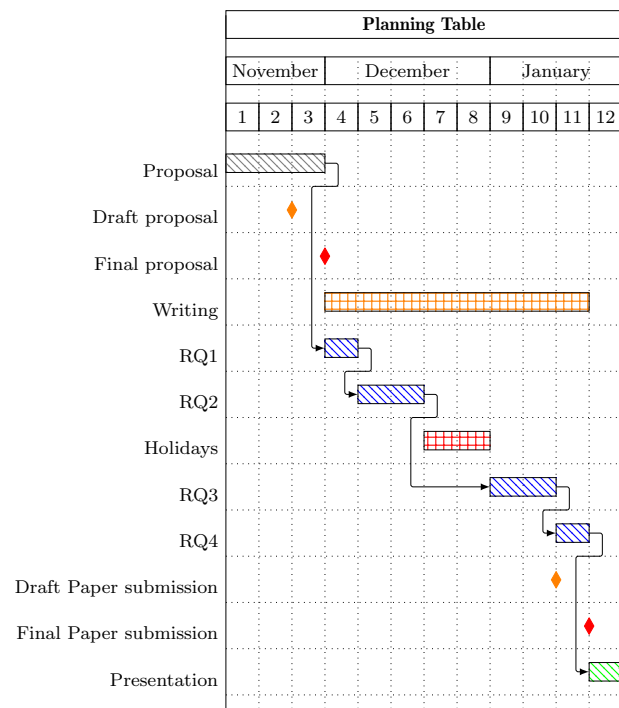 Planning Table
November December January
1 2 3 4 5 6 7 8 9 10 11 12
Proposal
Draft proposal
Final proposal
Writing
RQ1
RQ2
Holidays
RQ3
RQ4
Draft Paper submission
Final Paper submission
Presentation